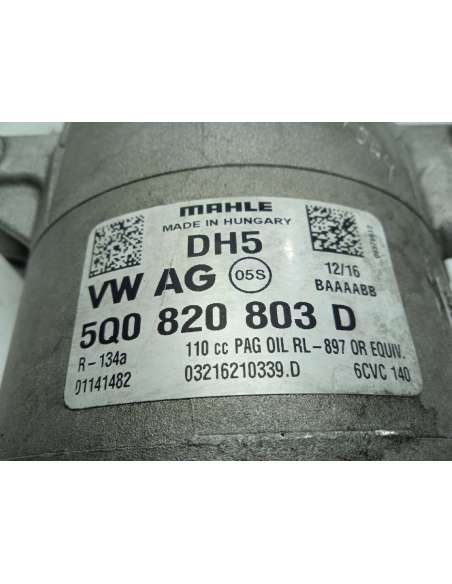 MAHLE
MADE IN HUNGARY
DH5
12/16
VW AG 05S BAAAABB
5Q0 820 803 D
R-134a 110 cc PAG OIL RL-897 OR EQUIV.
01141482 03216210339.D 6CVC 140